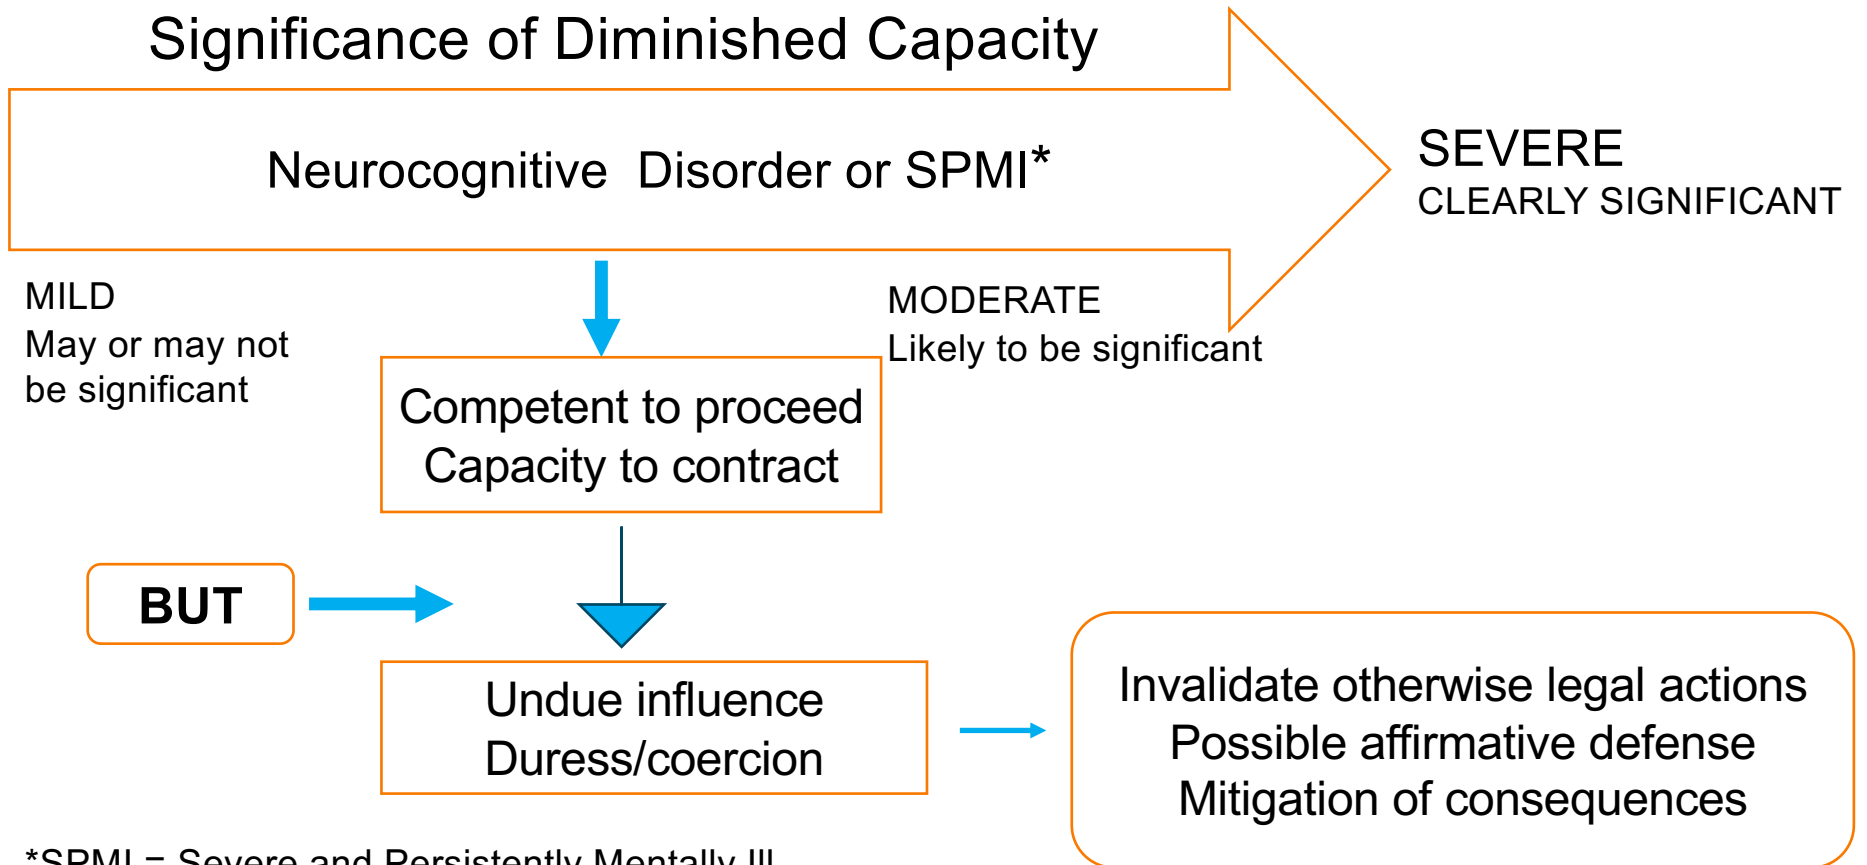 Significance of Diminished Capacity
Neurocognitive Disorder or SPMI*
SEVERE
CLEARLY SIGNIFICANT
MILD
May or may not
be significant
MODERATE
Likely to be significant
Competent to proceed
Capacity to contract
BUT
Undue influence
Duress/coercion
Invalidate otherwise legal actions
Possible affirmative defense
Mitigation of consequences
*SPMI = Severe and Persistently Mentally Ill